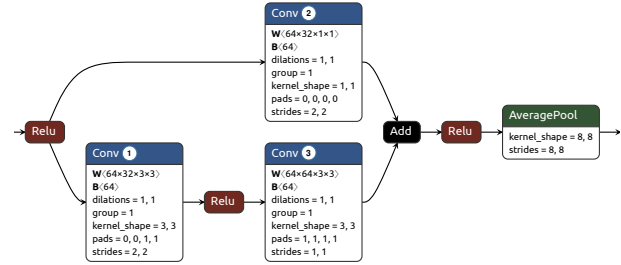 Conv 2
W⟨64×32×1×1⟩
B⟨64⟩
dilations = 1, 1
group = 1
kernel_shape = 1, 1
pads = 0, 0, 0, 0
strides = 2, 2
Relu
Conv 1
W⟨64×32×3×3⟩
B⟨64⟩
dilations = 1, 1
group = 1
kernel_shape = 3, 3
pads = 0, 0, 1, 1
strides = 2, 2
Relu
Conv 3
W⟨64×64×3×3⟩
B⟨64⟩
dilations = 1, 1
group = 1
kernel_shape = 3, 3
pads = 1, 1, 1, 1
strides = 1, 1
Add
Relu
AveragePool
kernel_shape = 8, 8
strides = 8, 8